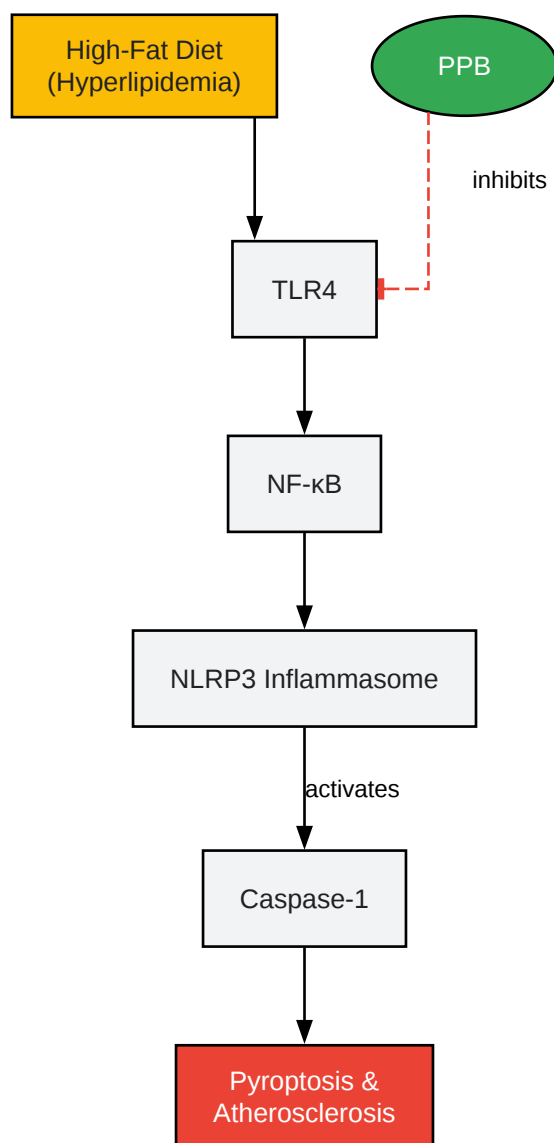 High-Fat Diet
(Hyperlipidemia)
PPB
inhibits
TLR4
NF-κB
NLRP3 Inflammasome
activates
Caspase-1
Pyroptosis &
Atherosclerosis